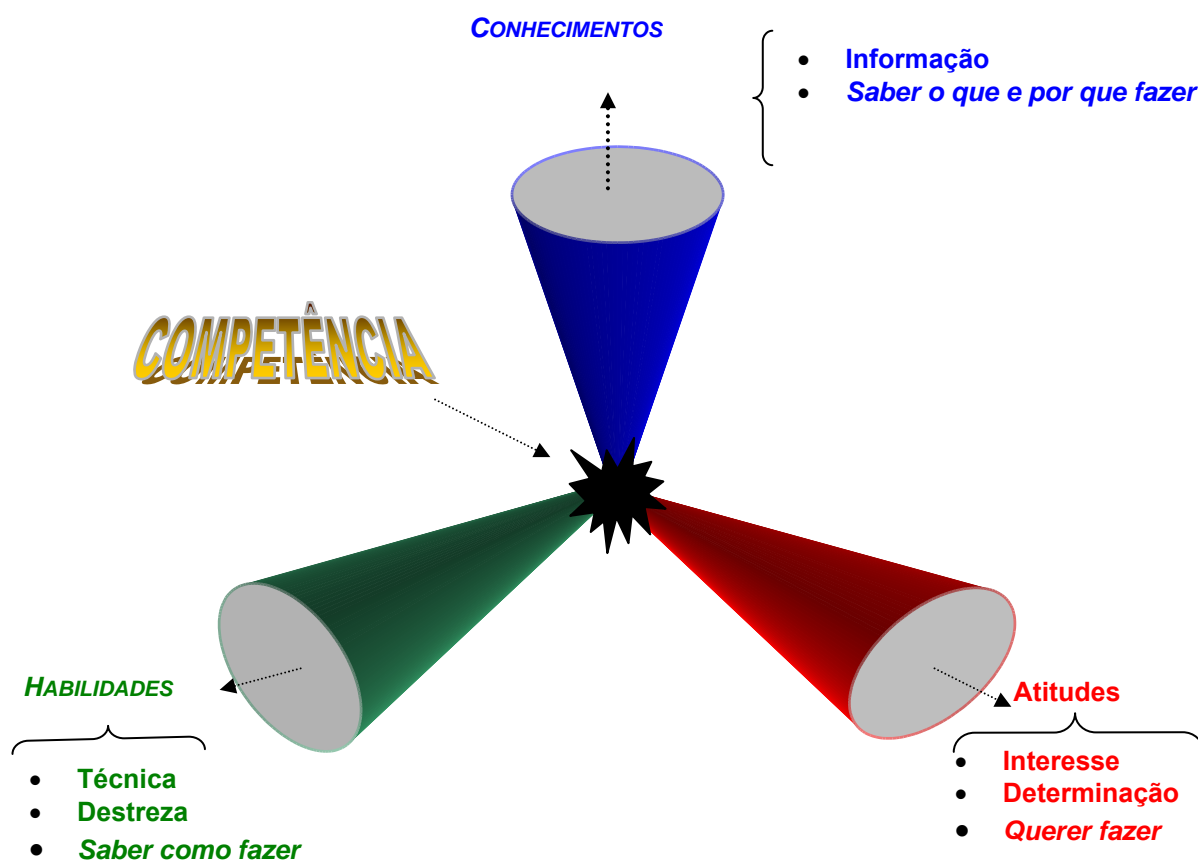 CONHECIMENTOS
• Informação
• Saber o que e por que fazer
COMPETÊNCIA
HABILIDADES
• Técnica
• Destreza
• Saber como fazer
Atitudes
• Interesse
• Determinação
• Querer fazer